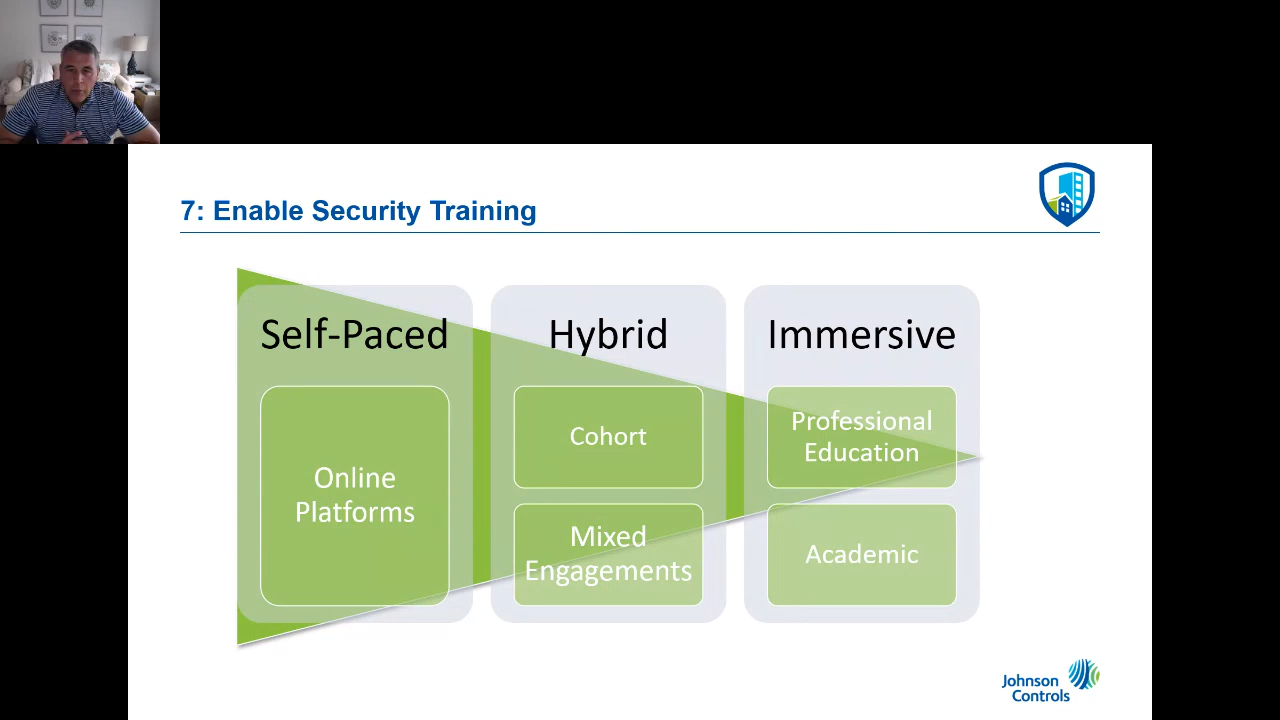 7: Enable Security Training
Self-Paced
Online
Platforms
Hybrid
Cohort
Mixed
Engagements
Immersive
Professional
Education
Academic
Johnson
Controls